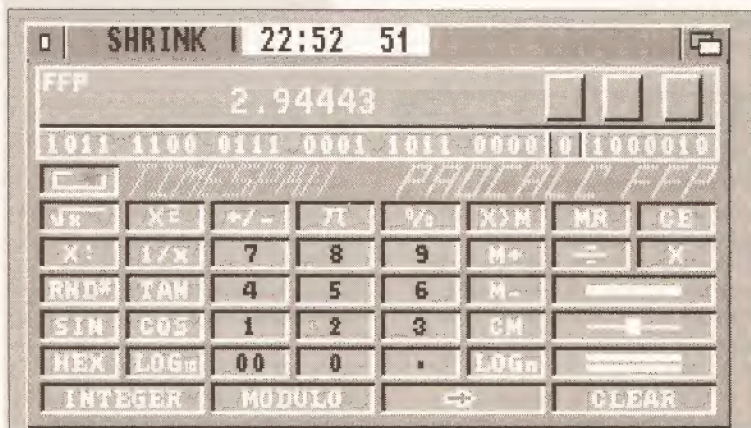 SHRINK 22:52 51
FFP
2.94443
1011 1100 0111 0001 1011 0000 0 1000010
PROCALC FFP
√x X² +/- π % X>M MR CE
X! 1/x 7 8 9 M+ ÷ X
RND* TAN 4 5 6 M- −
SIN COS 1 2 3 CM
HEX 00 0 . LOGn =
INTEGER MODULO → CLEAR